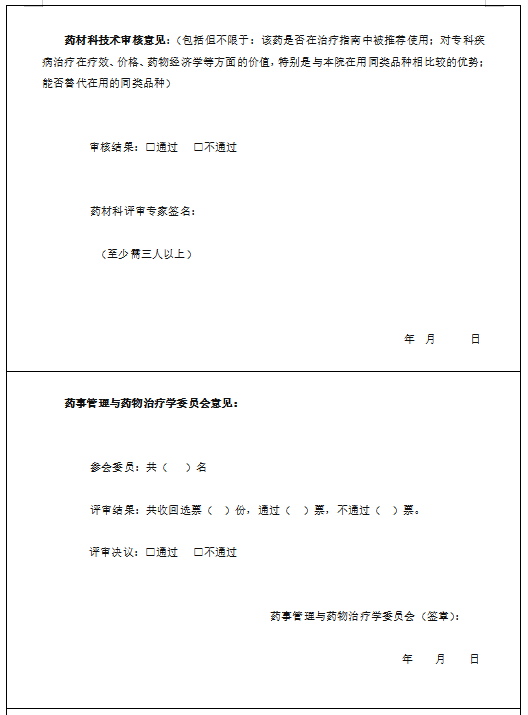 药材科技术审核意见：（包括但不限于：该药是否在治疗指南中被推荐使用；对专科疾
病治疗在疗效、价格、药物经济学等方面的价值，特别是与本院在用同类品种相比较的优势；
能否替代在用的同类品种）
审核结果：□通过 □不通过
药材科评审专家签名：
（至少需三人以上）
年 月 日
药事管理与药物治疗学委员会意见：
参会委员：共（ ）名
评审结果：共收回选票（ ）份，通过（ ）票，不通过（ ）票。
评审决议：□通过 □不通过
药事管理与药物治疗学委员会（签章）：
年 月 日